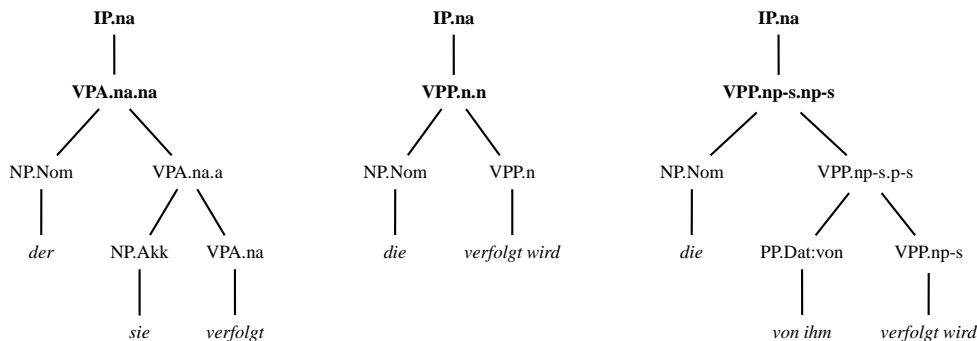 IP.na IP.na IP.na
VPA.na.na VPP.n.n VPP.np-s.np-s
NP.Nom VPA.na.a NP.Nom VPP.n NP.Nom VPP.np-s.p-s
der NP.Akk VPA.na die verfolgt wird die PP.Dat:von VPP.np-s
sie verfolgt von ihm verfolgt wird